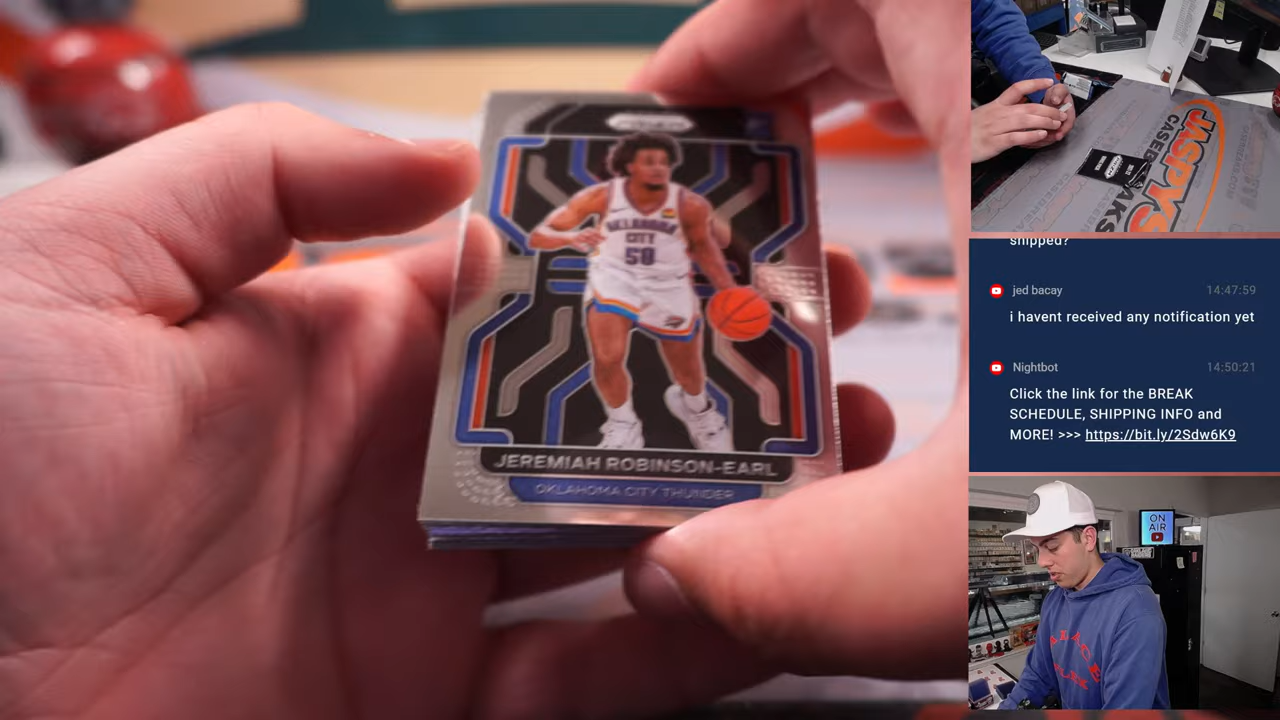 PRIZM
OKLAHOMA
CITY
50
JEREMIAH ROBINSON-EARL
OKLAHOMA CITY THUNDER
JASPY'S
CASEBREAKS
shipped?
jed bacay 14:47:59
i havent received any notification yet
Nightbot 14:50:21
Click the link for the BREAK
SCHEDULE, SHIPPING INFO and
MORE! >>> https://bit.ly/2Sdw6K9
ON
AIR